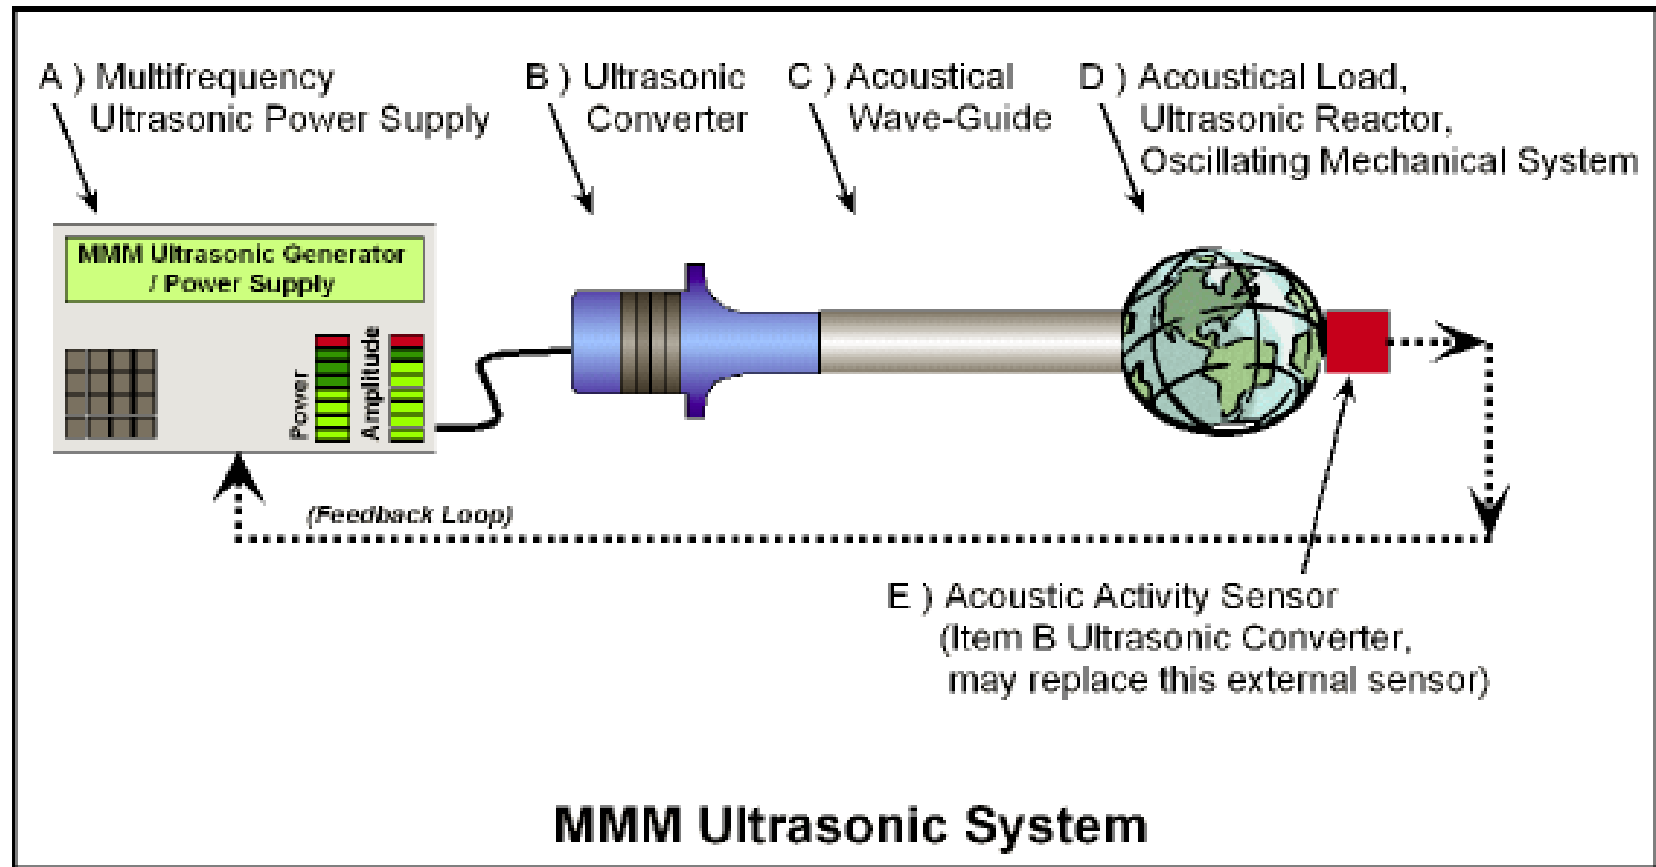 A ) Multifrequency
Ultrasonic Power Supply
B ) Ultrasonic
Converter
C ) Acoustical
Wave-Guide
D ) Acoustical Load,
Ultrasonic Reactor,
Oscillating Mechanical System
MMM Ultrasonic Generator
/ Power Supply
Power
Amplitude
(Feedback Loop)
E ) Acoustic Activity Sensor
(Item B Ultrasonic Converter,
may replace this external sensor)
MMM Ultrasonic System